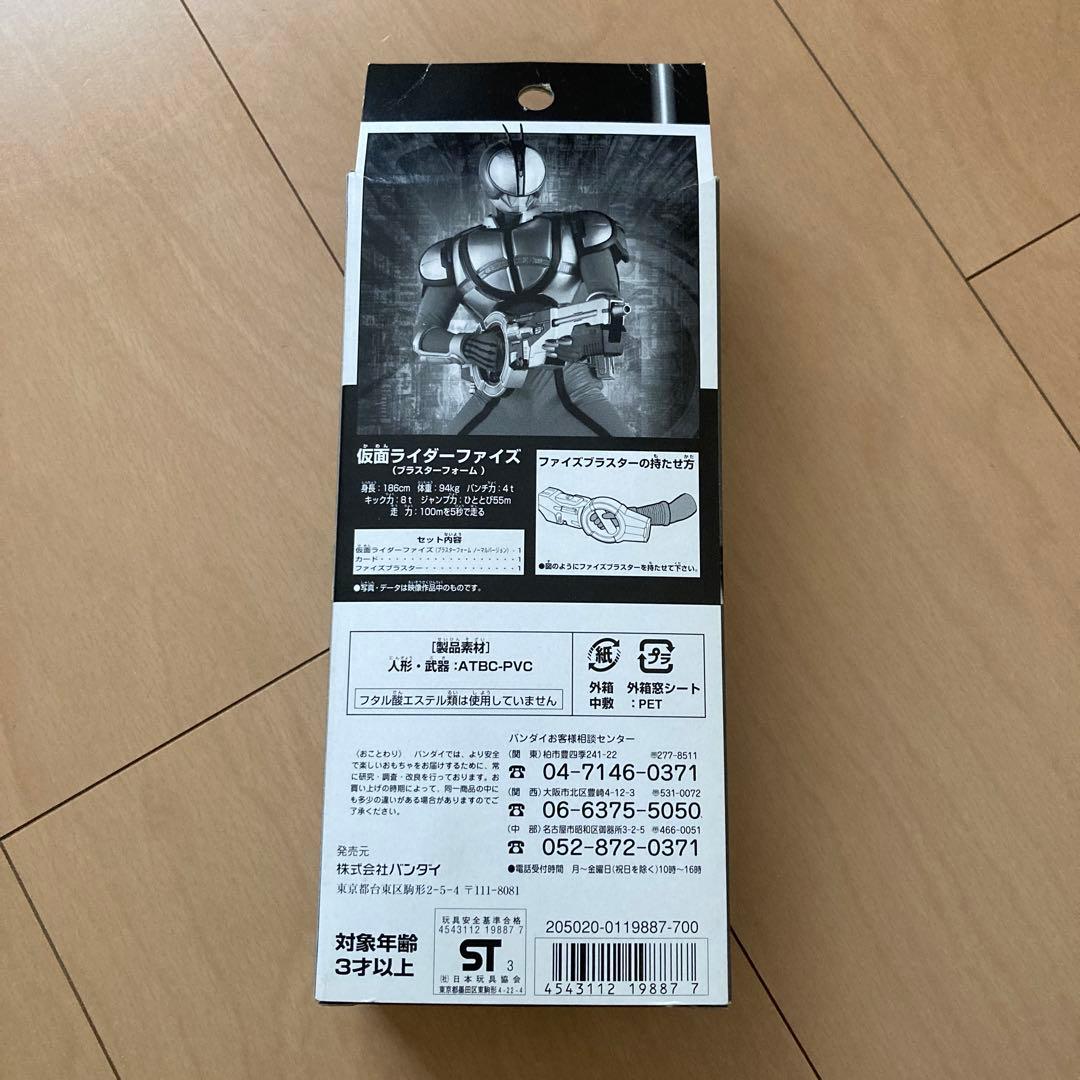 仮面ライダーファイズ
(ブラスターフォーム)
身長:186cm 体重:94kg パンチ力:4t
キック力:8t ジャンプ力:ひととび55m
走 力:100mを5秒で走る
セット内容
仮面ライダーファイズ(ブラスターフォーム ノーマルバージョン)・1
カード・・・・・・・・・・・・・・・・・・1
ファイズブラスター・・・・・・・・・・・・・1
●写真・データは映像作品中のものです。
ファイズブラスターの持たせ方
●図のようにファイズブラスターを持たせて下さい。
[製品素材]
人形・武器:ATBC-PVC
フタル酸エステル類は使用していません
紙
外箱
中敷
プラ
外箱窓シート
:PET
〈おことわり〉 バンダイでは、より安全
で楽しいおもちゃをお届けするために、常
に研究・調査・改良を行っております。お
買い上げの時期によって、同一商品の中に
も多少の違いがある場合がありますのでご
了承ください。
発売元
株式会社バンダイ
東京都台東区駒形2-5-4 〒111-8081
バンダイお客様相談センター
(関 東)柏市豊四季241-22 〠277-8511
☎ 04-7146-0371
(関 西)大阪市北区豊崎4-12-3 〠531-0072
☎ 06-6375-5050
(中 部)名古屋市昭和区御器所3-2-5 〠466-0051
☎ 052-872-0371
●電話受付時間 月~金曜日(祝日を除く)10時~16時
対象年齢
3才以上
玩具安全基準合格
4543112 19887 7
ST 3
(社)日本玩具協会
東京都墨田区東駒形4-22-4
205020-0119887-700
4543112 19887 7